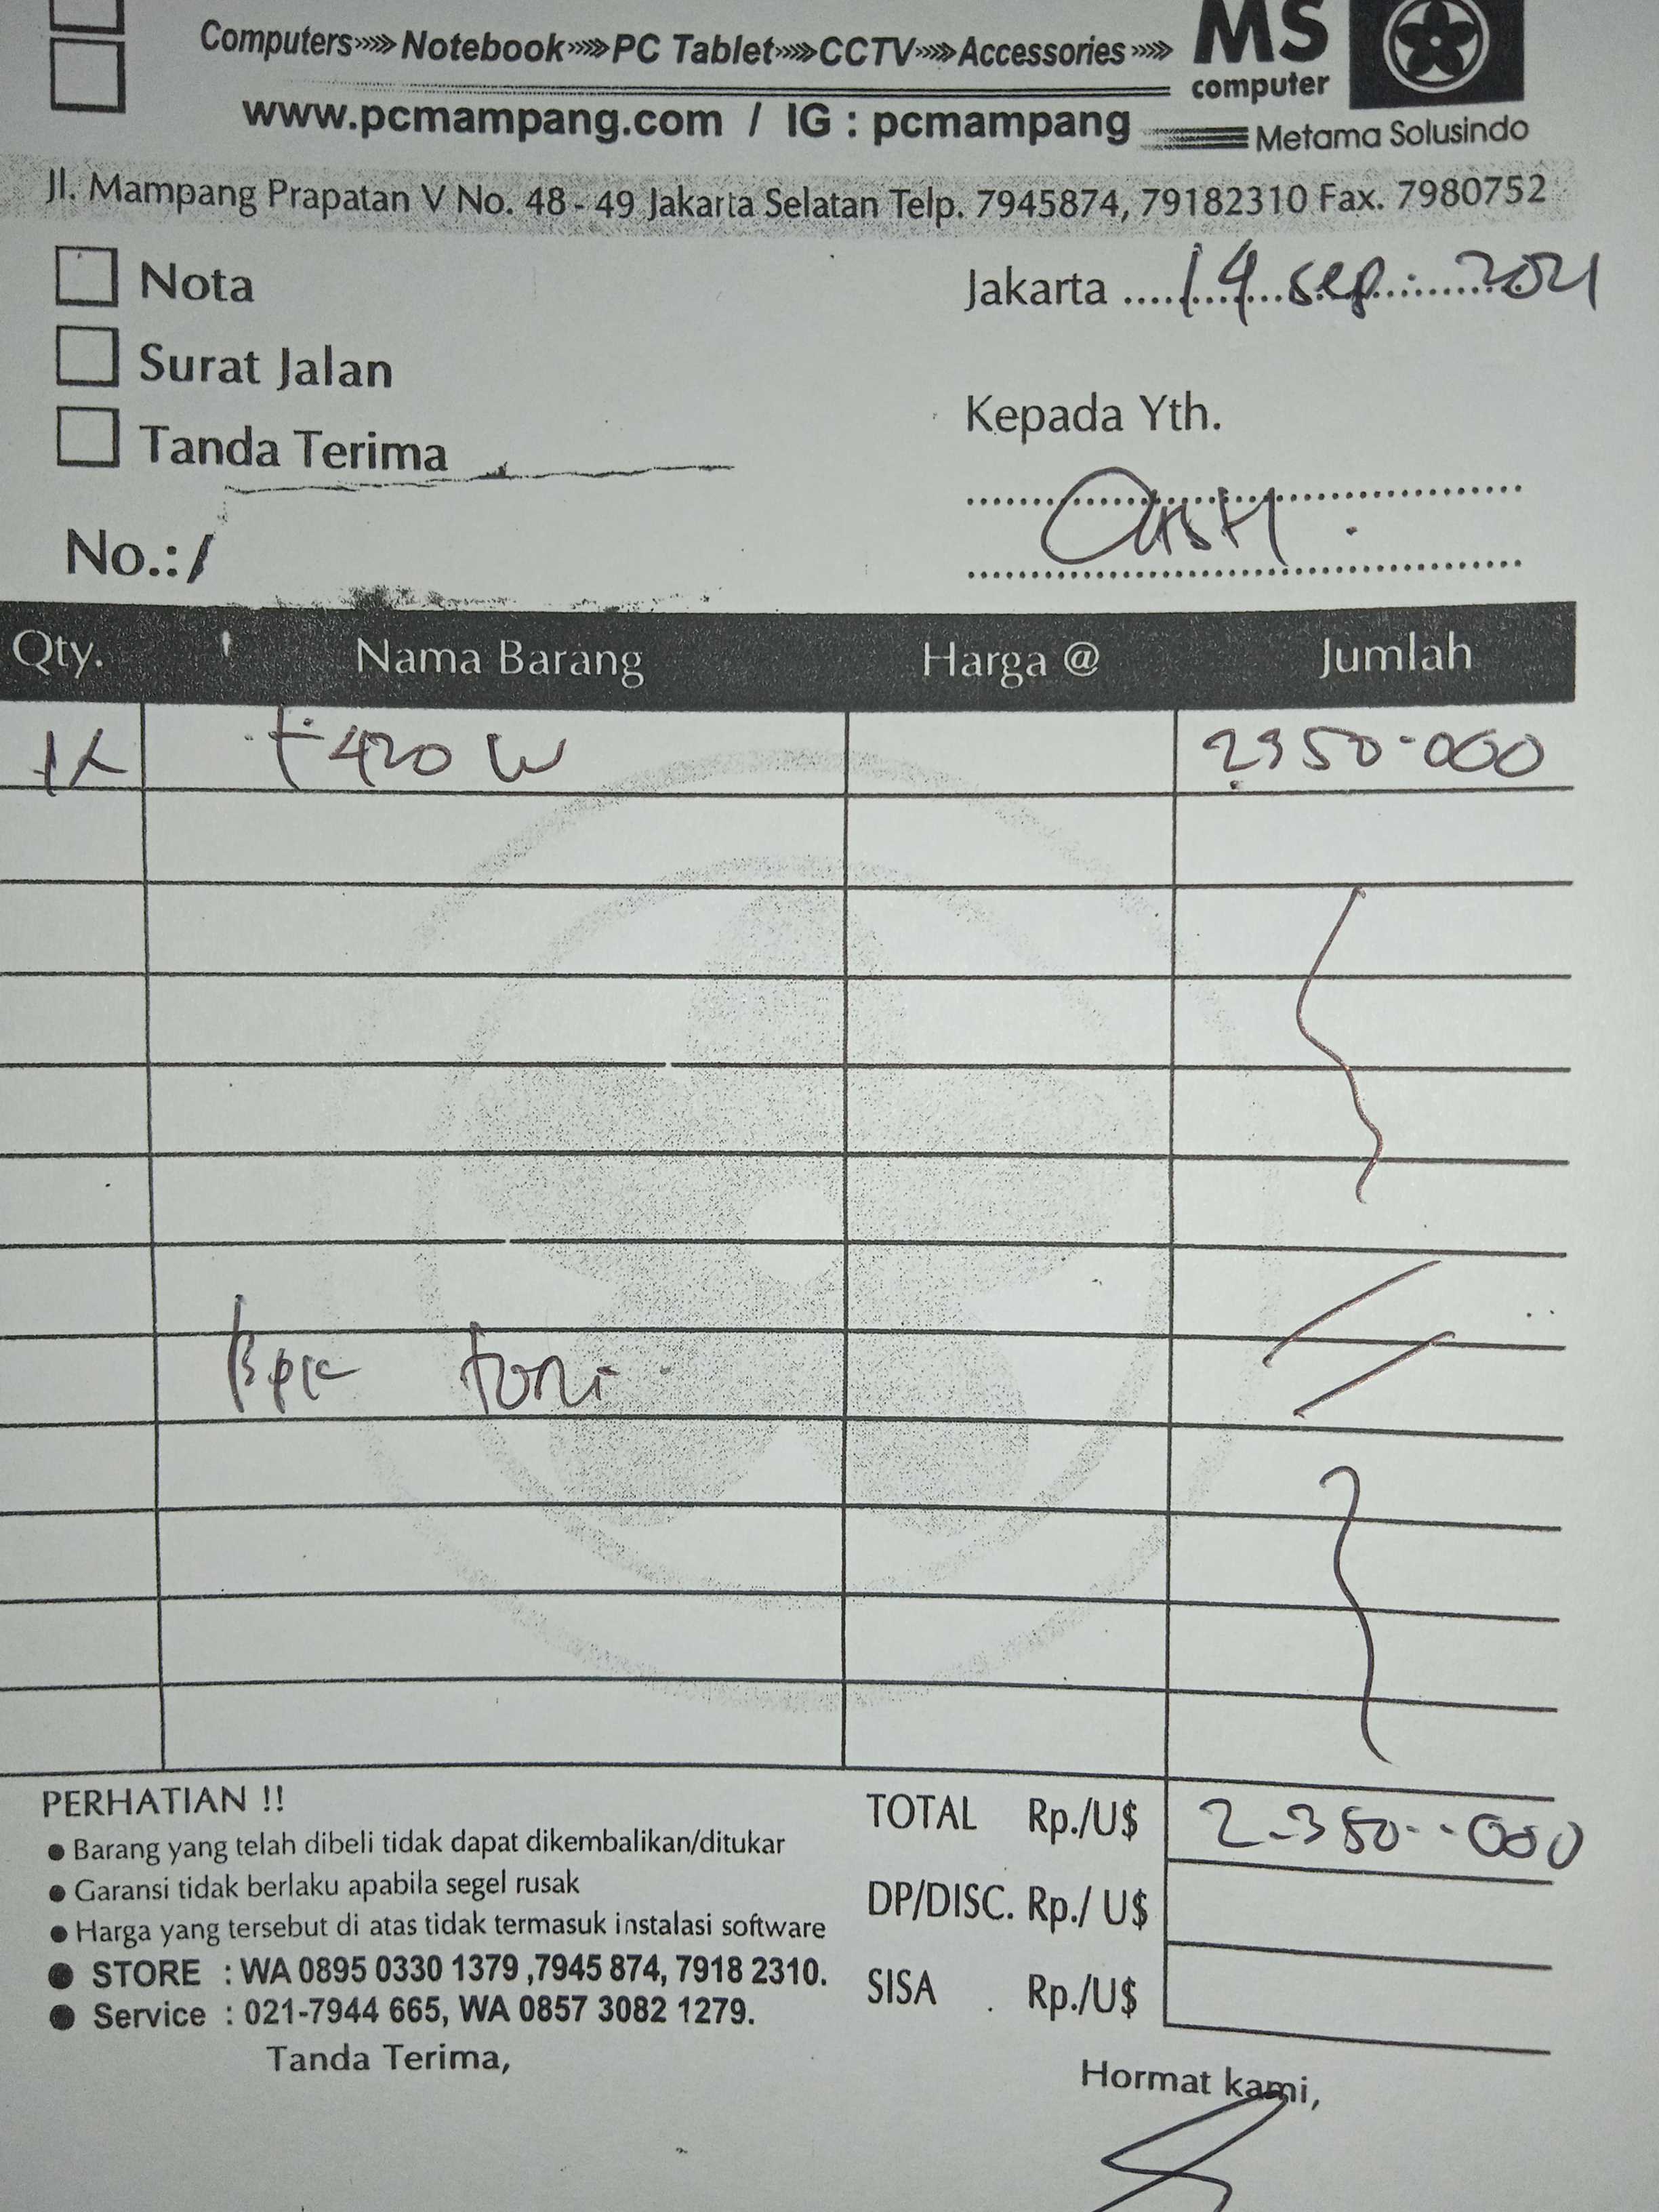 Computers»»»Notebook»»»PC Tablet»»»CCTV»»»Accessories»»»
MS
computer
www.pcmampang.com / IG : pcmampang
Metama Solusindo
Jl. Mampang Prapatan V No. 48 - 49 Jakarta Selatan Telp. 7945874, 79182310 Fax. 7980752
Nota
Jakarta 14 sep 2021
Surat Jalan
Kepada Yth.
Tanda Terima
CASH
No.:
Qty. Nama Barang Harga @ Jumlah
1x T420 W 2350.000
Bpk Toni
PERHATIAN !!
TOTAL Rp./U$ 2.350.000
● Barang yang telah dibeli tidak dapat dikembalikan/ditukar
● Garansi tidak berlaku apabila segel rusak
DP/DISC. Rp./ U$
● Harga yang tersebut di atas tidak termasuk instalasi software
● STORE : WA 0895 0330 1379 ,7945 874, 7918 2310.
SISA Rp./U$
● Service : 021-7944 665, WA 0857 3082 1279.
Tanda Terima,
Hormat kami,